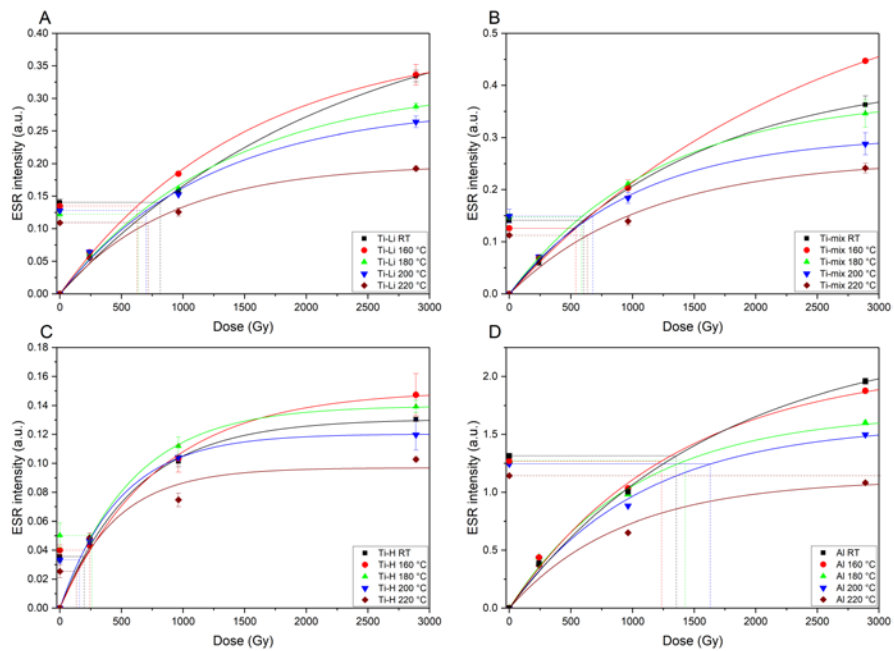 A
ESR intensity (a.u.)
0.40
0.35
0.30
0.25
0.20
0.15
0.10
0.05
0.00
0 500 1000 1500 2000 2500 3000
Dose (Gy)
Ti-Li RT
Ti-Li 160 °C
Ti-Li 180 °C
Ti-Li 200 °C
Ti-Li 220 °C
B
ESR intensity (a.u.)
0.5
0.4
0.3
0.2
0.1
0.0
0 500 1000 1500 2000 2500 3000
Dose (Gy)
Ti-mix RT
Ti-mix 160 °C
Ti-mix 180 °C
Ti-mix 200 °C
Ti-mix 220 °C
C
ESR intensity (a.u.)
0.18
0.16
0.14
0.12
0.10
0.08
0.06
0.04
0.02
0.00
0 500 1000 1500 2000 2500 3000
Dose (Gy)
Ti-H RT
Ti-H 160 °C
Ti-H 180 °C
Ti-H 200 °C
Ti-H 220 °C
D
ESR intensity (a.u.)
2.0
1.5
1.0
0.5
0.0
0 500 1000 1500 2000 2500 3000
Dose (Gy)
Al RT
Al 160 °C
Al 180 °C
Al 200 °C
Al 220 °C